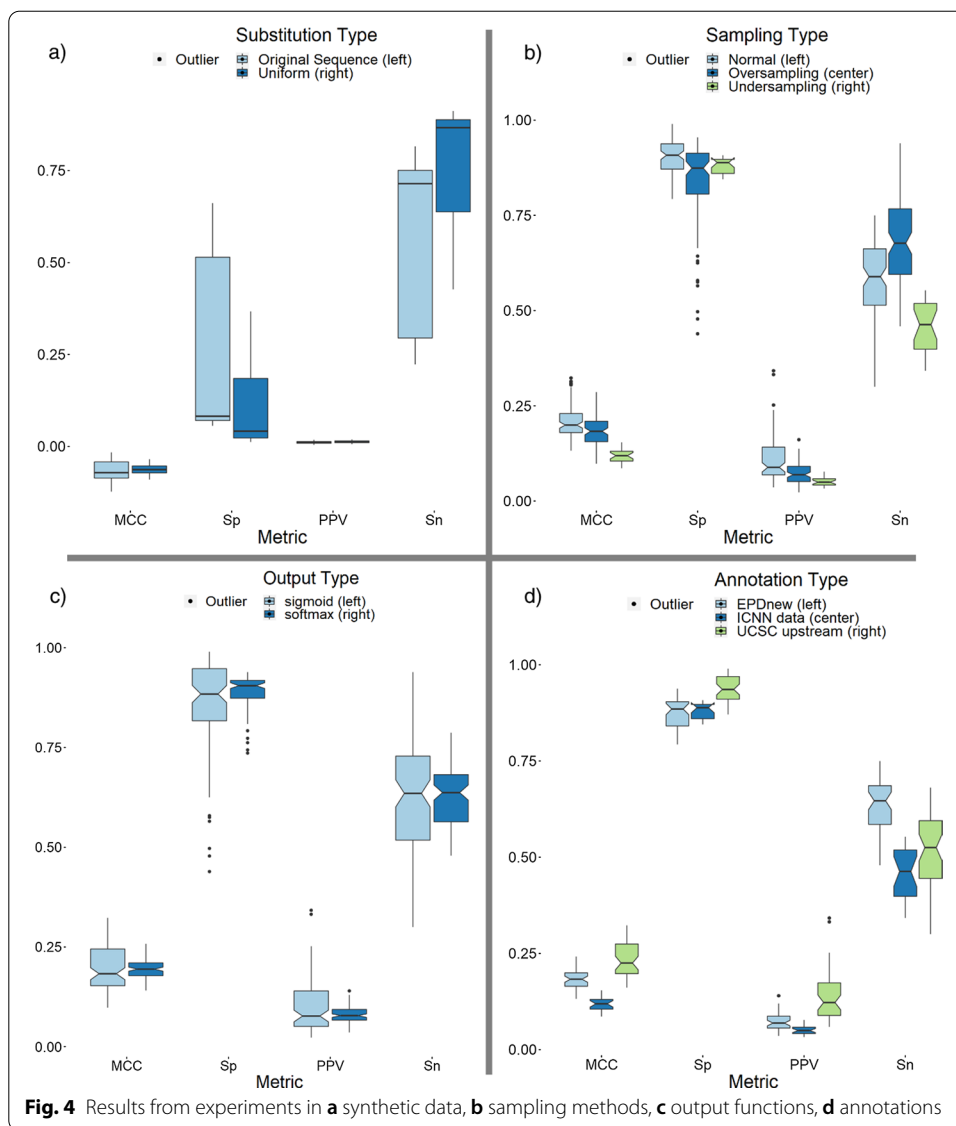 a)
Substitution Type
Outlier
Original Sequence (left)
Uniform (right)
0.75
0.50
0.25
0.00
MCC
Sp
PPV
Sn
Metric
b)
Sampling Type
Outlier
Normal (left)
Oversampling (center)
Undersampling (right)
1.00
0.75
0.50
0.25
0.00
MCC
Sp
PPV
Sn
Metric
c)
Output Type
Outlier
sigmoid (left)
softmax (right)
1.00
0.75
0.50
0.25
0.00
MCC
Sp
PPV
Sn
Metric
d)
Annotation Type
Outlier
EPDnew (left)
ICNN data (center)
UCSC upstream (right)
1.00
0.75
0.50
0.25
0.00
MCC
Sp
PPV
Sn
Metric
Fig. 4 Results from experiments in a synthetic data, b sampling methods, c output functions, d annotations